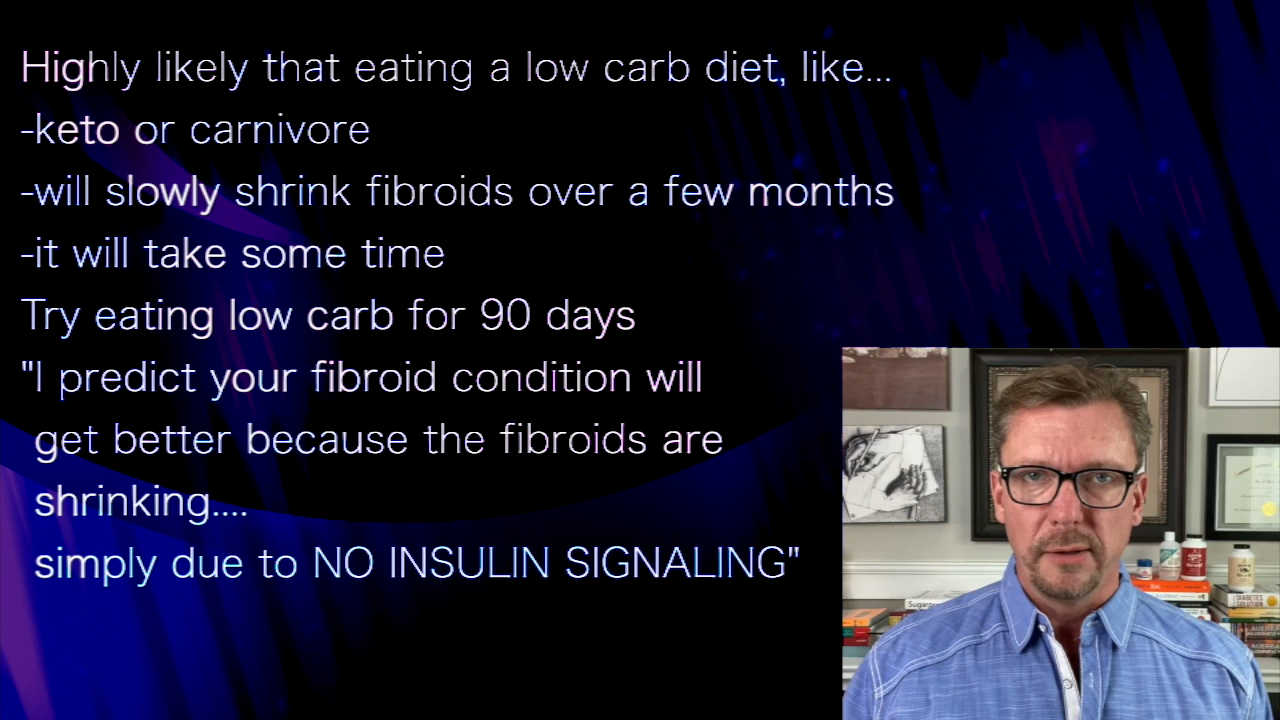 Highly likely that eating a low carb diet, like...
-keto or carnivore
-will slowly shrink fibroids over a few months
-it will take some time
Try eating low carb for 90 days
"I predict your fibroid condition will
get better because the fibroids are
shrinking....
simply due to NO INSULIN SIGNALING"
DIABETES
SOLUTION